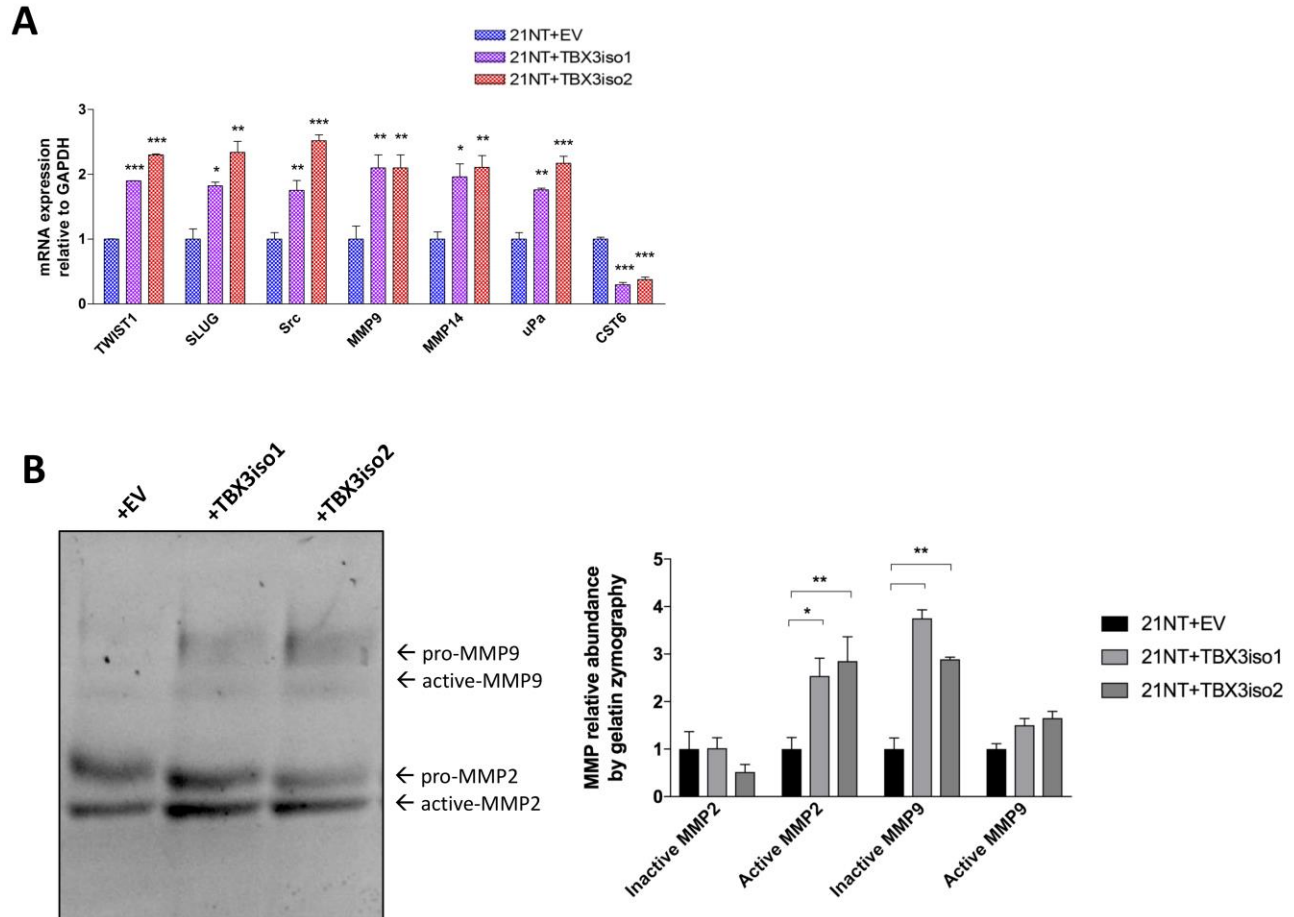 A
21NT+EV
21NT+TBX3iso1
21NT+TBX3iso2
mRNA expression
relative to GAPDH
3
2
1
0
*** *** * ** ** *** ** ** * ** ** *** *** ***
TWIST1 SLUG Src MMP9 MMP14 uPa CST6
B
+EV +TBX3iso1 +TBX3iso2
← pro-MMP9
← active-MMP9
← pro-MMP2
← active-MMP2
MMP relative abundance
by gelatin zymography
5
4
3
2
1
0
* ** **
Inactive MMP2 Active MMP2 Inactive MMP9 Active MMP9
21NT+EV
21NT+TBX3iso1
21NT+TBX3iso2